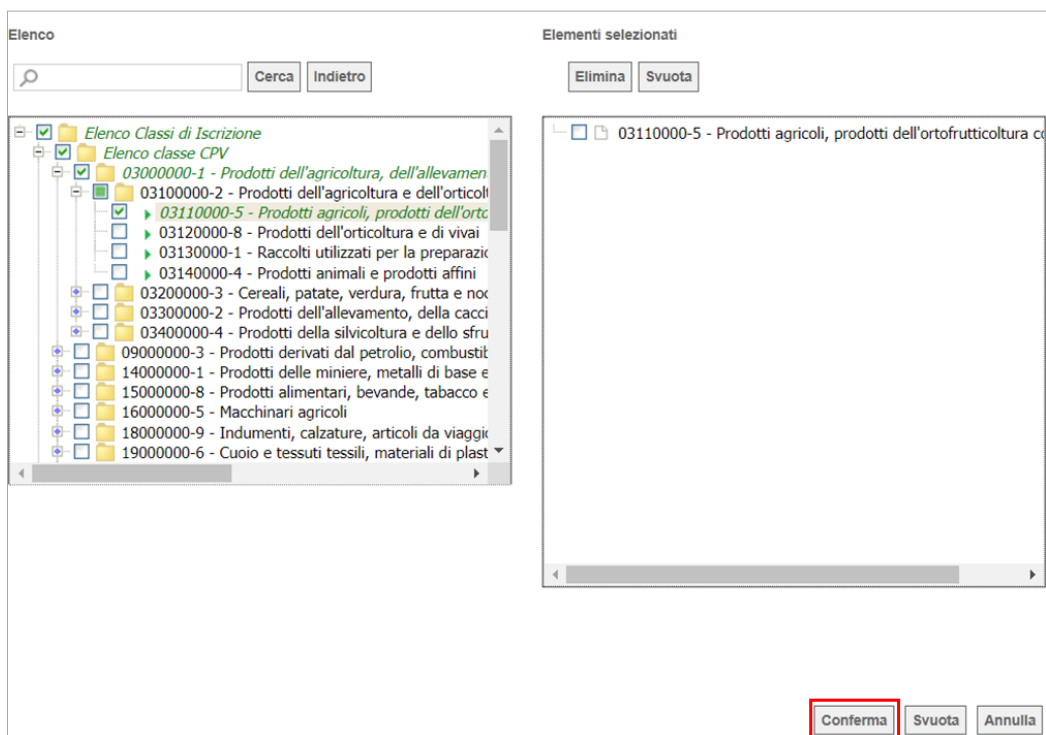 Elenco
Cerca
Indietro
Elenco Classi di Iscrizione
Elenco classe CPV
03000000-1 - Prodotti dell'agricoltura, dell'allevamen
03100000-2 - Prodotti dell'agricoltura e dell'orticolt
03110000-5 - Prodotti agricoli, prodotti dell'orto
03120000-8 - Prodotti dell'orticoltura e di vivai
03130000-1 - Raccolti utilizzati per la preparazio
03140000-4 - Prodotti animali e prodotti affini
03200000-3 - Cereali, patate, verdura, frutta e noc
03300000-2 - Prodotti dell'allevamento, della cacci
03400000-4 - Prodotti della silvicoltura e dello sfru
09000000-3 - Prodotti derivati dal petrolio, combustib
14000000-1 - Prodotti delle miniere, metalli di base e
15000000-8 - Prodotti alimentari, bevande, tabacco e
16000000-5 - Macchinari agricoli
18000000-9 - Indumenti, calzature, articoli da viaggio
19000000-6 - Cuoio e tessuti tessili, materiali di plast
Elementi selezionati
Elimina
Svuota
03110000-5 - Prodotti agricoli, prodotti dell'ortofrutticoltura co
Conferma
Svuota
Annulla